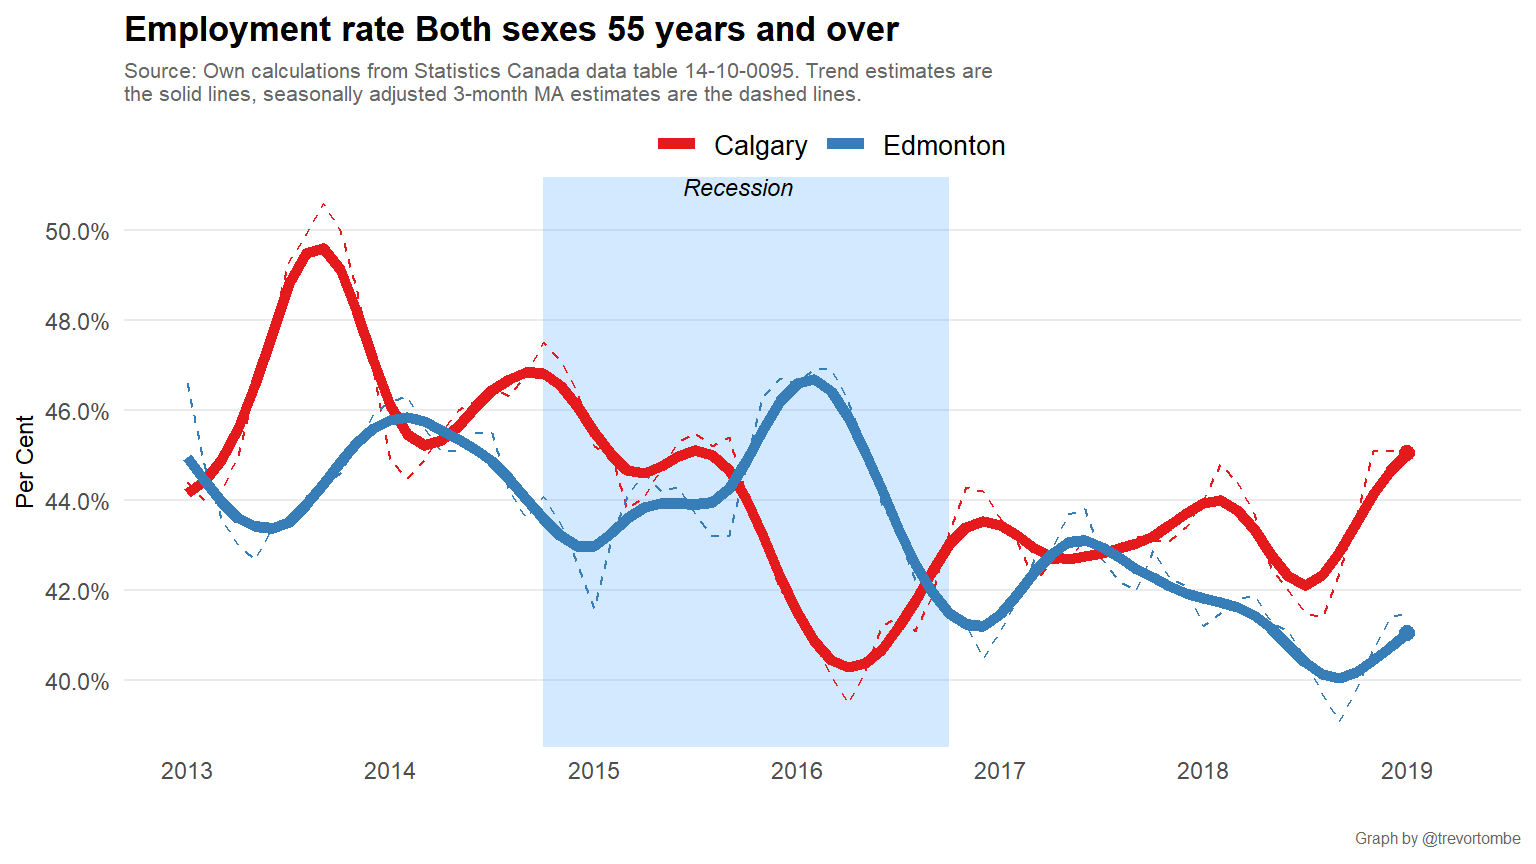 Employment rate Both sexes 55 years and over
Source: Own calculations from Statistics Canada data table 14-10-0095. Trend estimates are
the solid lines, seasonally adjusted 3-month MA estimates are the dashed lines.
Calgary
Edmonton
Recession
50.0%
48.0%
46.0%
44.0%
42.0%
40.0%
Per Cent
2013
2014
2015
2016
2017
2018
2019
Graph by @trevortombe